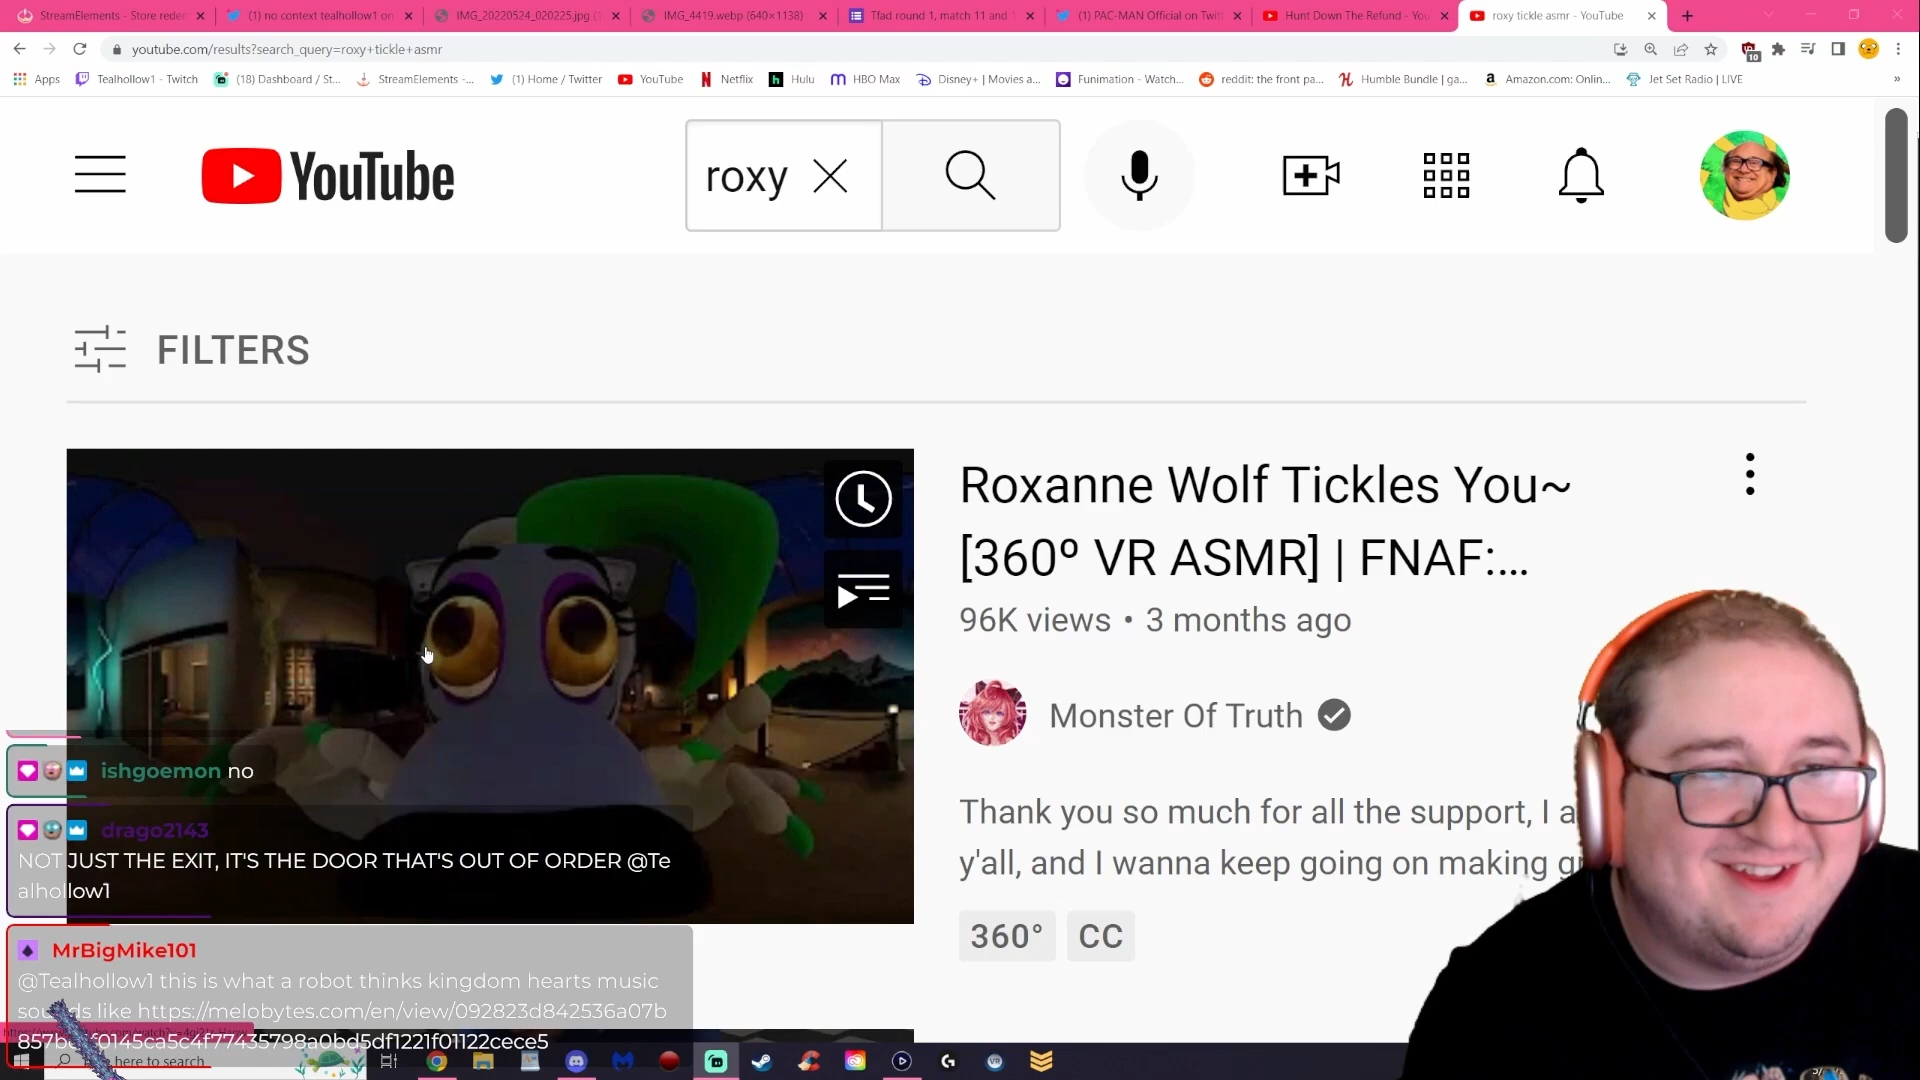 StreamElements - Store reder
(1) no context tealhollow1 on
IMG_20220524_020225.jpg (1
IMG_4419.webp (640×1138)
Tfad round 1, match 11 and 1
(1) PAC-MAN Official on Twitt
Hunt Down The Refund - You
roxy tickle asmr - YouTube
youtube.com/results?search_query=roxy+tickle+asmr
10
Apps
Tealhollow1 - Twitch
(18) Dashboard / St...
StreamElements -...
(1) Home / Twitter
YouTube
Netflix
Hulu
HBO Max
Disney+ | Movies a...
Funimation - Watch...
reddit: the front pa...
Humble Bundle | ga...
Amazon.com: Onlin...
Jet Set Radio | LIVE
»
YouTube
roxy
FILTERS
Roxanne Wolf Tickles You~
[360º VR ASMR] | FNAF:...
96K views • 3 months ago
Monster Of Truth
Thank you so much for all the support, I a
y'all, and I wanna keep going on making g
360°
CC
ishgoemon no
drago2143
NOT JUST THE EXIT, IT'S THE DOOR THAT'S OUT OF ORDER @Te
alhollow1
MrBigMike101
@Tealhollow1 this is what a robot thinks kingdom hearts music
sounds like https://melobytes.com/en/view/092823d842536a07b
here to search